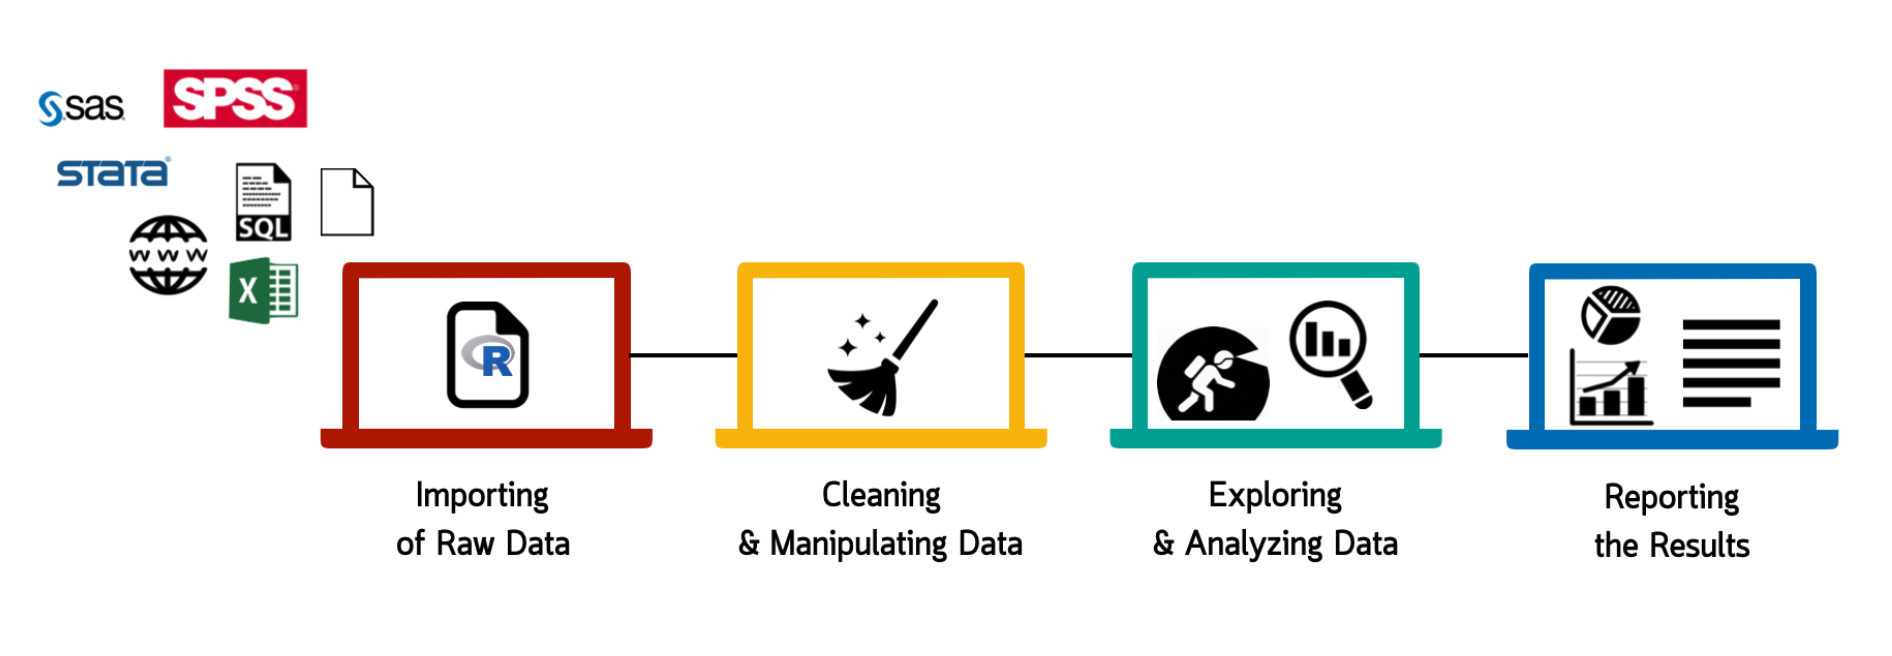 sas
SPSS
STATA
SQL
WWW
X
R
Importing
of Raw Data
Cleaning
& Manipulating Data
Exploring
& Analyzing Data
Reporting
the Results